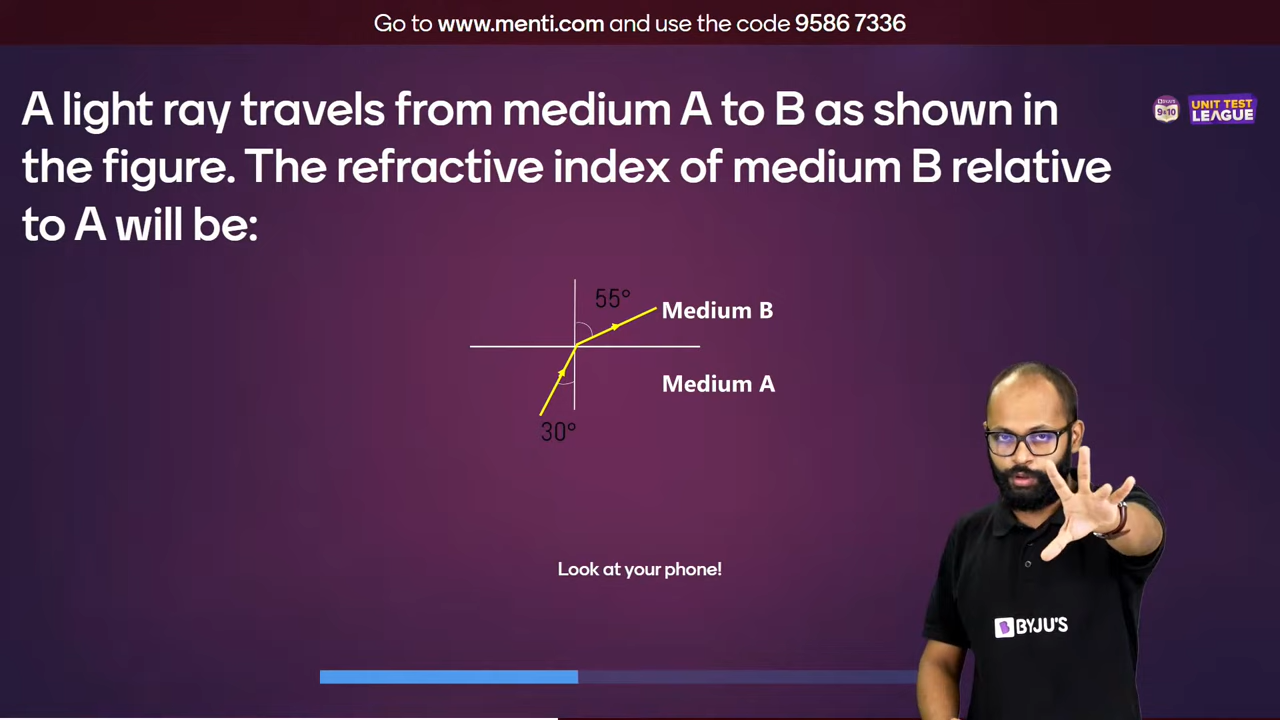 Go to www.menti.com and use the code 9586 7336
A light ray travels from medium A to B as shown in
the figure. The refractive index of medium B relative
to A will be:
9&10
UNIT TEST
LEAGUE
55°
Medium B
Medium A
30°
Look at your phone!
BYJU'S